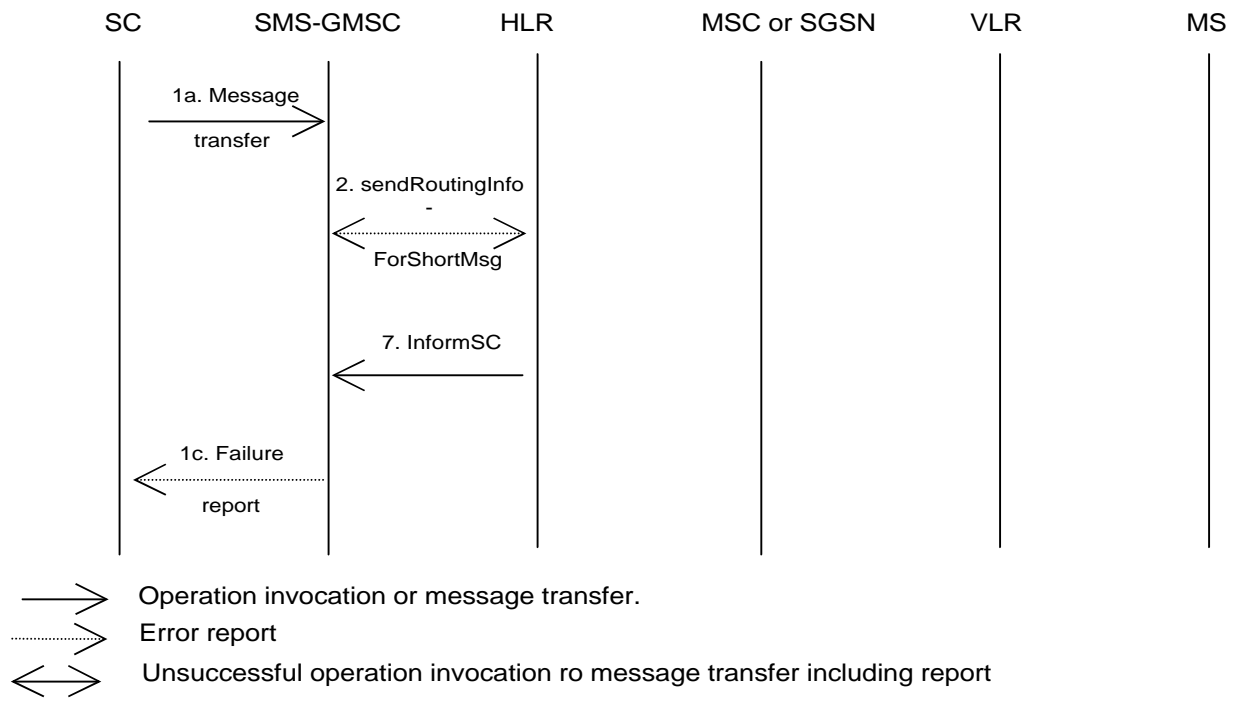 SC SMS-GMSC HLR MSC or SGSN VLR MS
1a. Message
transfer
2. sendRoutingInfo
-
ForShortMsg
7. InformSC
1c. Failure
report
Operation invocation or message transfer.
Error report
Unsuccessful operation invocation ro message transfer including report